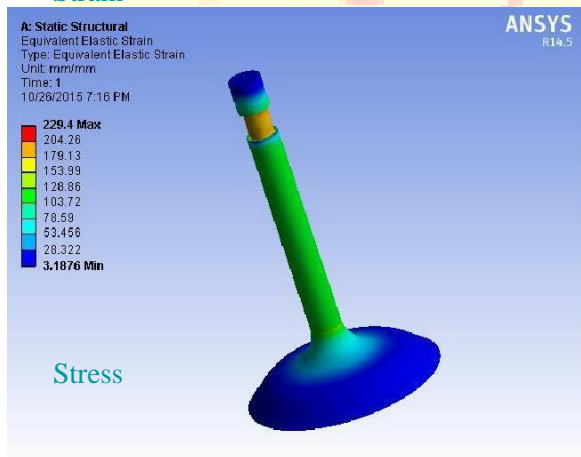 Strain
A: Static Structural
Equivalent Elastic Strain
Type: Equivalent Elastic Strain
Unit: mm/mm
Time: 1
10/26/2015 7:16 PM
ANSYS
R14.5
229.4 Max
204.26
179.13
153.99
128.86
103.72
78.59
53.456
28.322
3.1876 Min
Stress